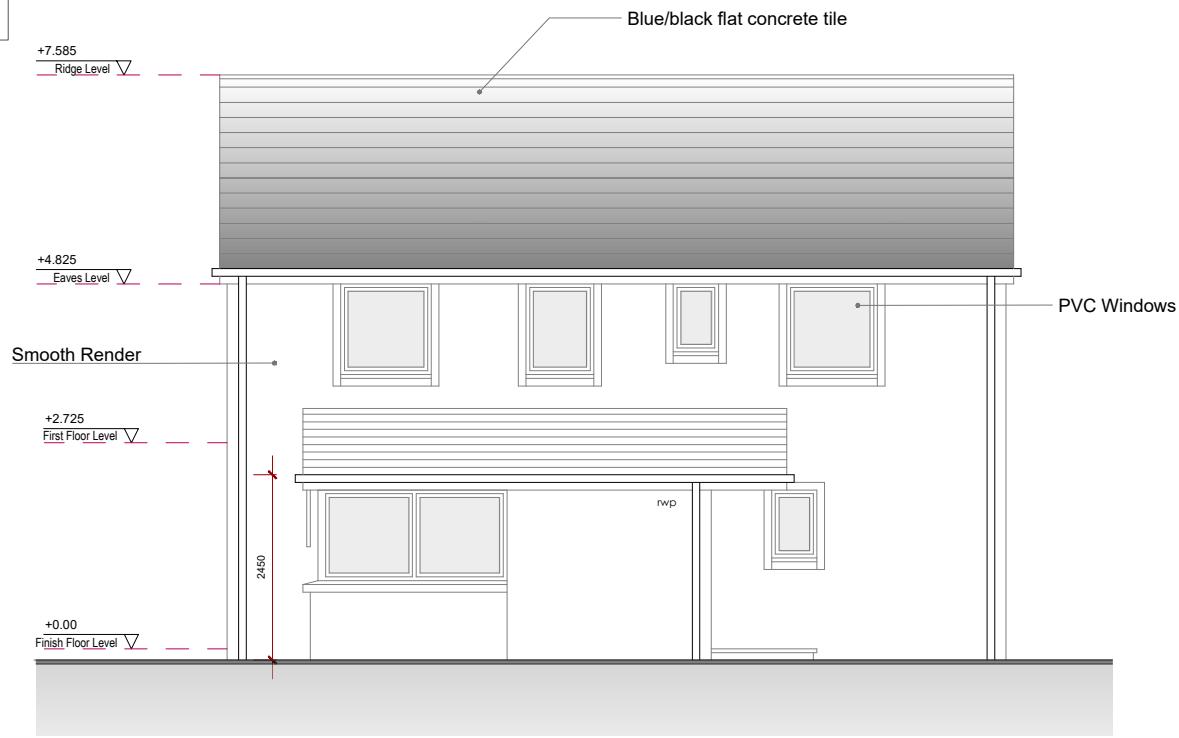 Blue/black flat concrete tile
+7.585
Ridge Level
+4.825
Eaves Level
PVC Windows
Smooth Render
+2.725
First Floor Level
rwp
2450
+0.00
Finish Floor Level